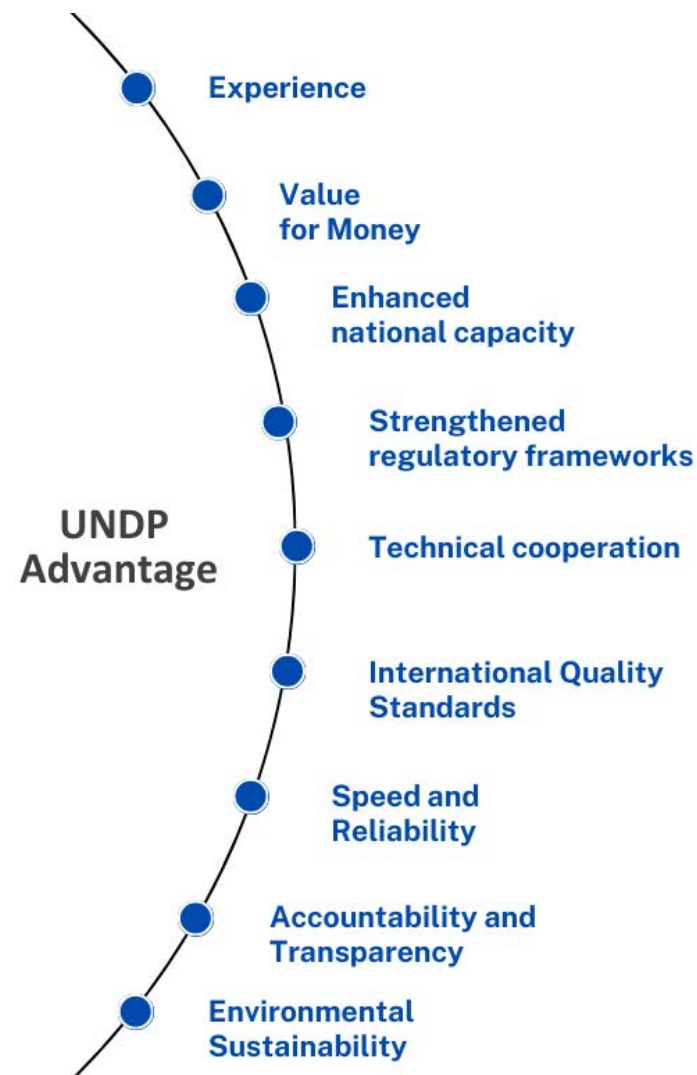 Experience
Value
for Money
Enhanced
national capacity
Strengthened
regulatory frameworks
UNDP
Advantage
Technical cooperation
International Quality
Standards
Speed and
Reliability
Accountability and
Transparency
Environmental
Sustainability